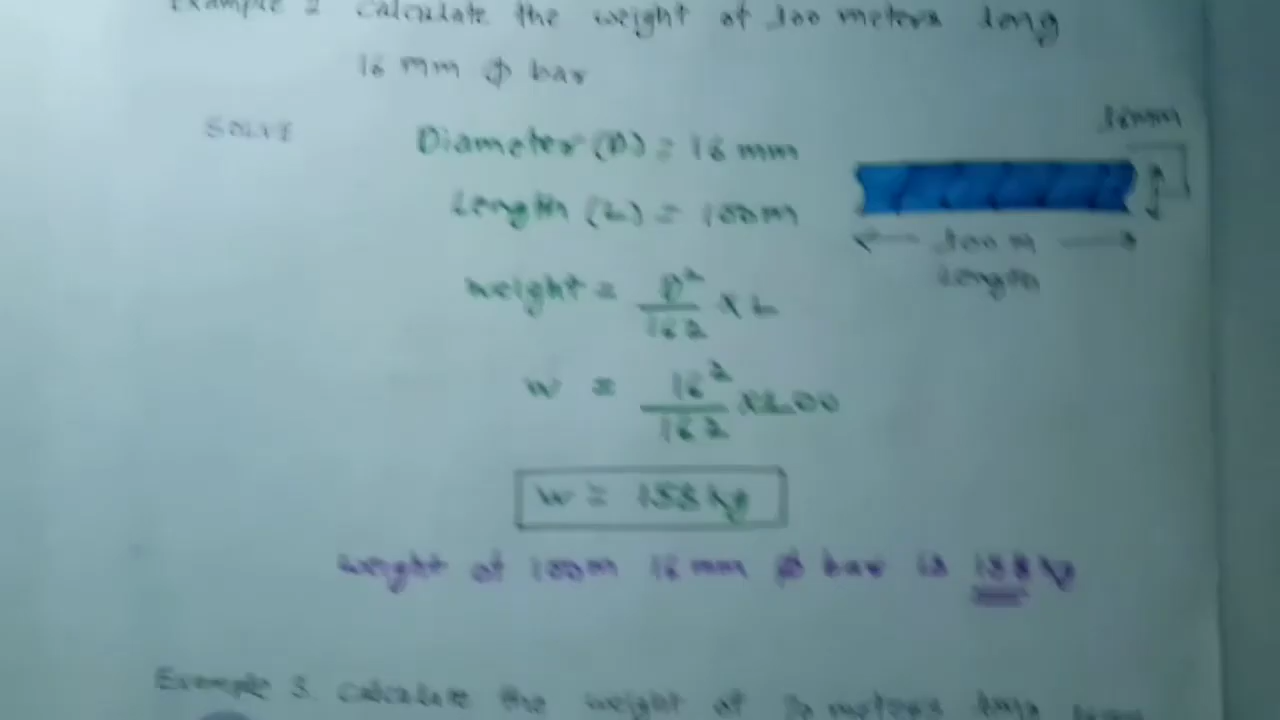 Example 2 Calculate the weight of 100 meters long
16 mm ϕ bar
SOLVE
Diameter (D) = 16 mm
16mm
Length (L) = 100m
100 m
Length
Weight = D² / 162 X L
W = 16² / 162 X 100
W = 158 kg
Weight of 100m 16 mm ϕ bar is 158 kg
Example 3. Calculate the weight of meters long